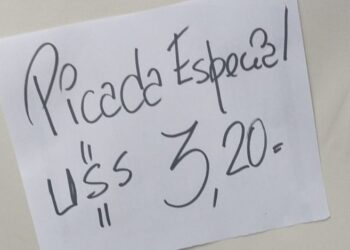 Picada Especial
U$S 3,20.-